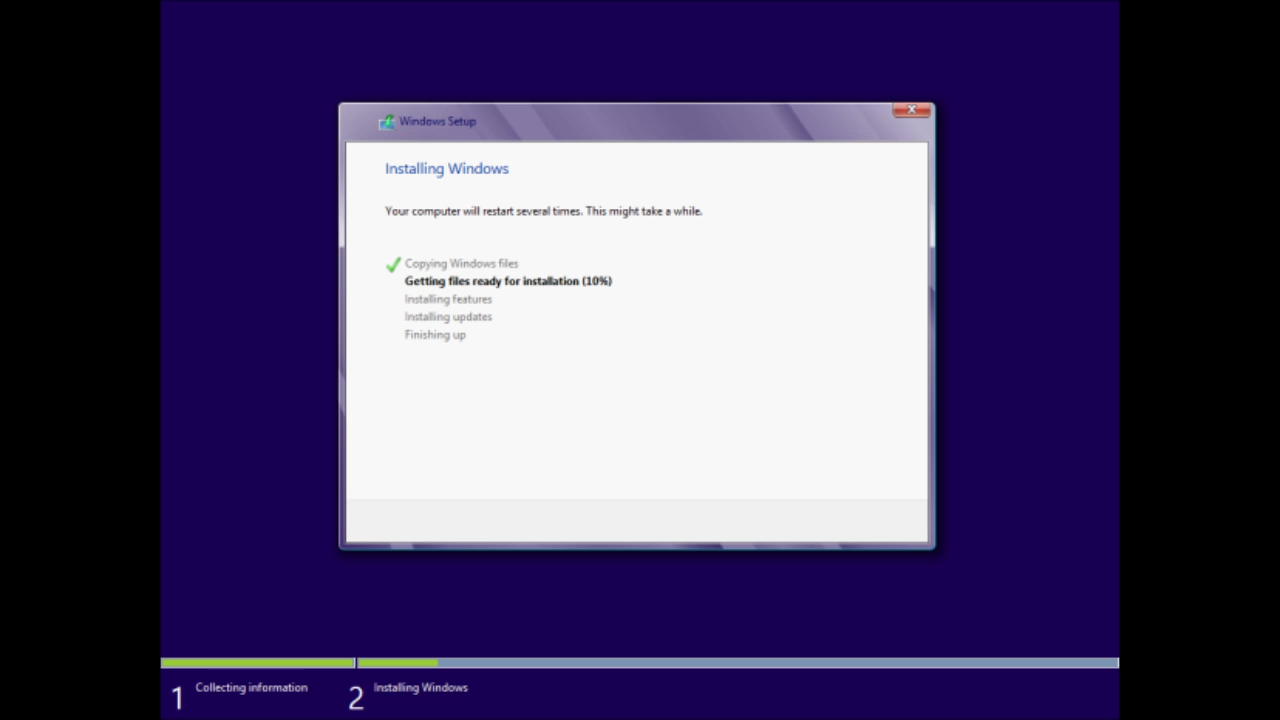 Windows Setup
Installing Windows
Your computer will restart several times. This might take a while.
Copying Windows files
Getting files ready for installation (10%)
Installing features
Installing updates
Finishing up
1 Collecting information
2 Installing Windows